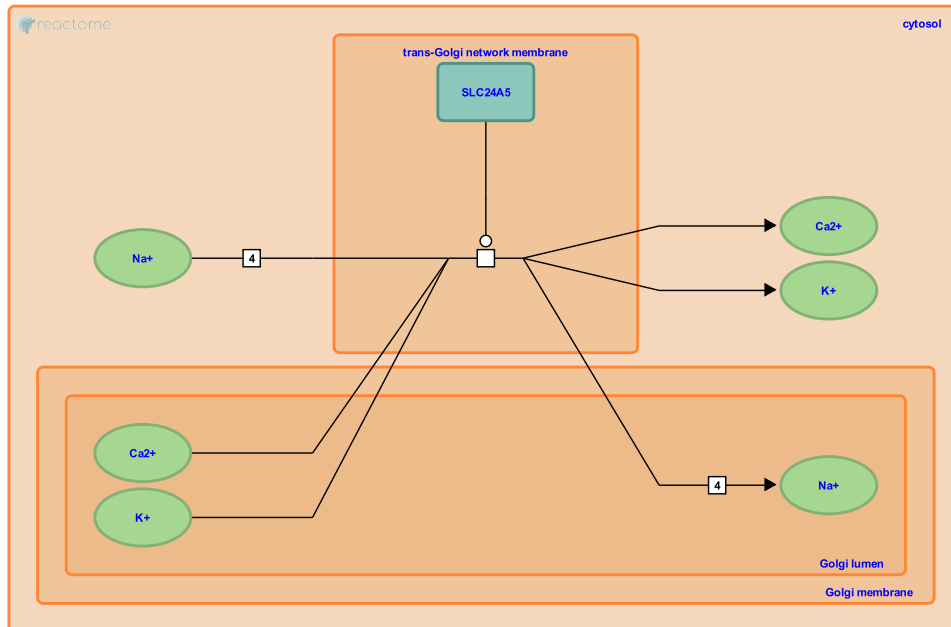 reactome
cytosol
trans-Golgi network membrane
SLC24A5
Na+
4
Ca2+
K+
Ca2+
K+
4
Na+
Golgi lumen
Golgi membrane